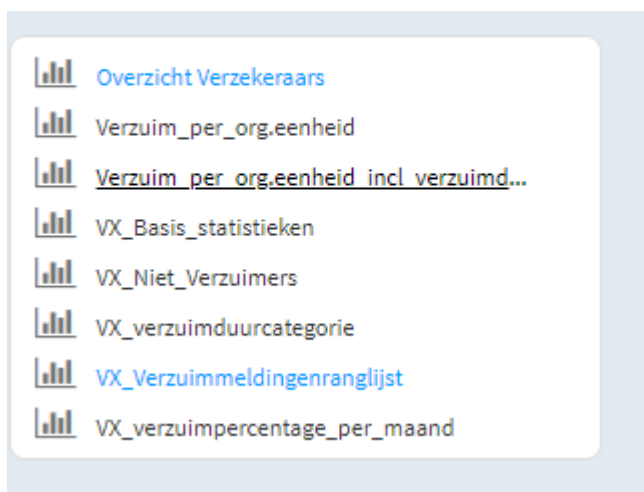 Overzicht Verzekeraars
Verzuim_per_org.eenheid
Verzuim_per_org.eenheid_incl_verzuimd...
VX_Basis_statistieken
VX_Niet_Verzuimers
VX_verzuimduurcategorie
VX_Verzuimmeldingenranglijst
VX_verzuimpercentage_per_maand